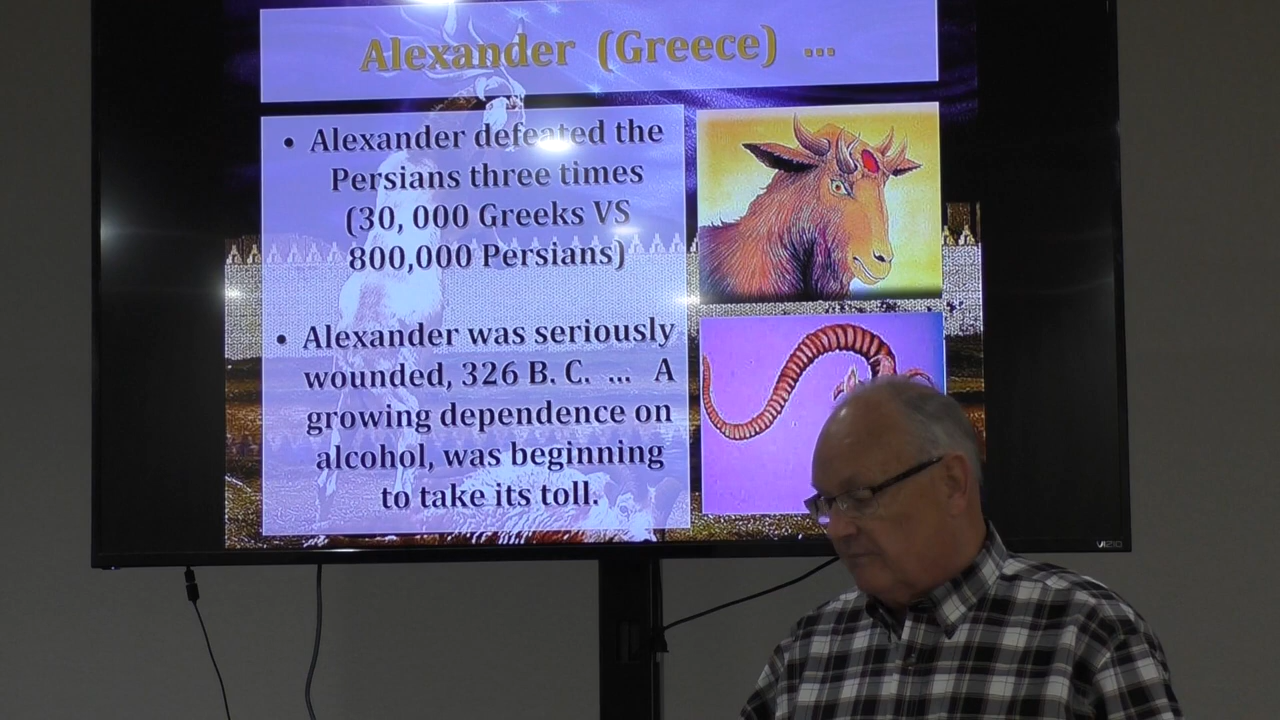 Alexander (Greece) ...
• Alexander defeated the
Persians three times
(30, 000 Greeks VS
800,000 Persians)
• Alexander was seriously
wounded, 326 B. C. ... A
growing dependence on
alcohol, was beginning
to take its toll.
VIZIO